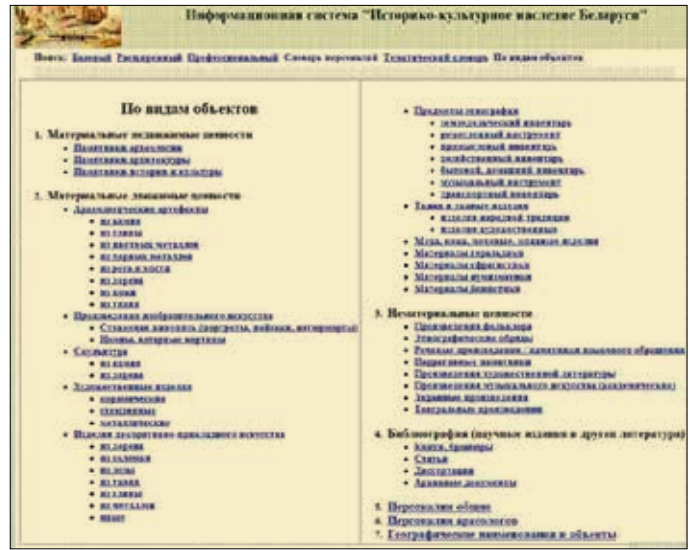 Информационная система "Историко-культурное наследие Беларуси"
Поиск: Базовый Расширенный Профессиональный Словарь персоналий Тематический словарь По видам объектов
По видам объектов
1. Материальные недвижимые ценности
Памятники археологии
Памятники архитектуры
Памятники истории и культуры
2. Материальные движимые ценности
Археологические артефакты
из камня
из глины
из цветных металлов
из черных металлов
из рога и кости
из дерева
из кожи
из ткани
Произведения изобразительного искусства
Станковая живопись (портреты, пейзажи, натюрморты)
Иконы, алтарные картины
Скульптура
из камня
из дерева
Художественные изделия
керамические
стеклянные
металлические
Изделия декоративно-прикладного искусства
из дерева
из соломки
из лозы
из ткани
из глины
из металлов
иные
Предметы этнографии
земледельческий инвентарь
ремесленный инструмент
промысловый инвентарь
хозяйственный инвентарь
бытовой, домашний инвентарь
музыкальный инструмент
транспортный инвентарь
Ткани и тканые изделия
изделия народной традиции
изделия художественные
Меха, кожа, меховые, кожаные изделия
Материалы геральдики
Материалы сфрагистики
Материалы нумизматики
Материалы бонистики
3. Нематериальные ценности
Произведения фольклора
Этнографические обряды
Речевые произведения - памятники языкового обращения
Нарративные памятники
Произведения художественной литературы
Произведения музыкального искусства (академические)
Экранные произведения
Театральные произведения
4. Библиография (научные издания и другая литература)
Книги, брошюры
Статьи
Диссертации
Архивные документы
5. Персоналии общие
6. Персоналии археологов
7. Географические наименования и объекты